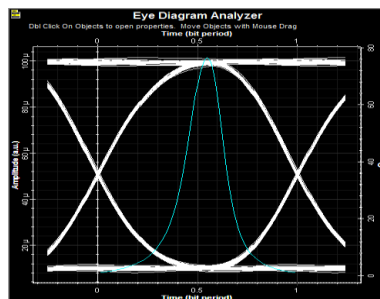 Eye Diagram Analyzer
Dbl Click On Objects to open properties. Move Objects with Mouse Drag
Time (bit period)
0 0.5 1
80
100 µ
80 µ
60
60 µ
40
40 µ
20
20 µ
0
Amplitude (a.u.)
0 0.5 1
Time (bit period)